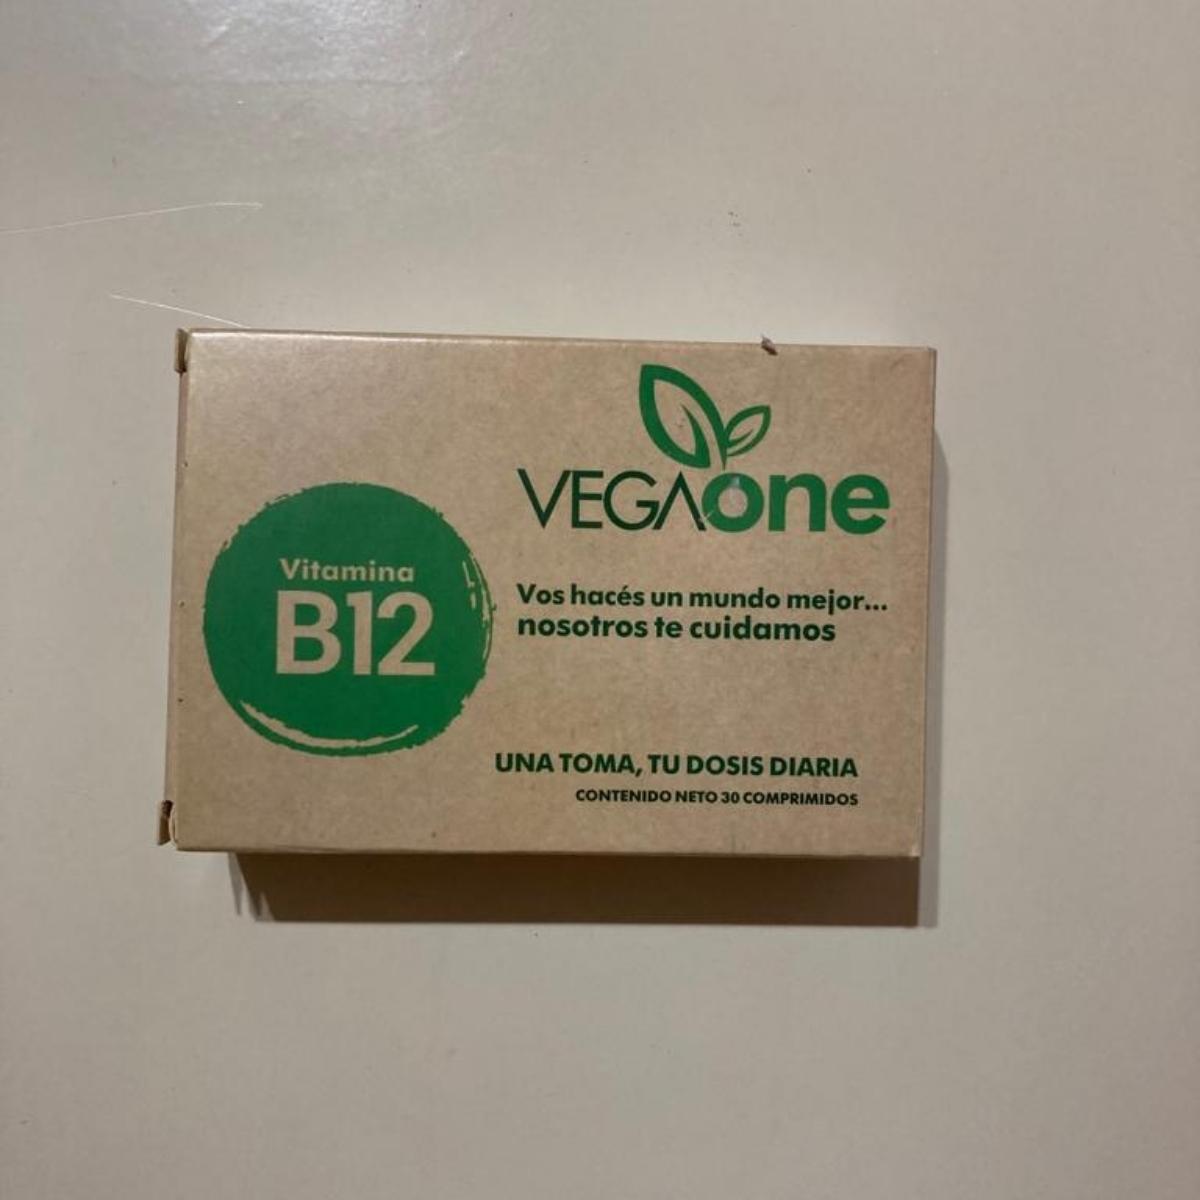 VEGAone
Vitamina
B12
Vos hacés un mundo mejor...
nosotros te cuidamos
UNA TOMA, TU DOSIS DIARIA
CONTENIDO NETO 30 COMPRIMIDOS